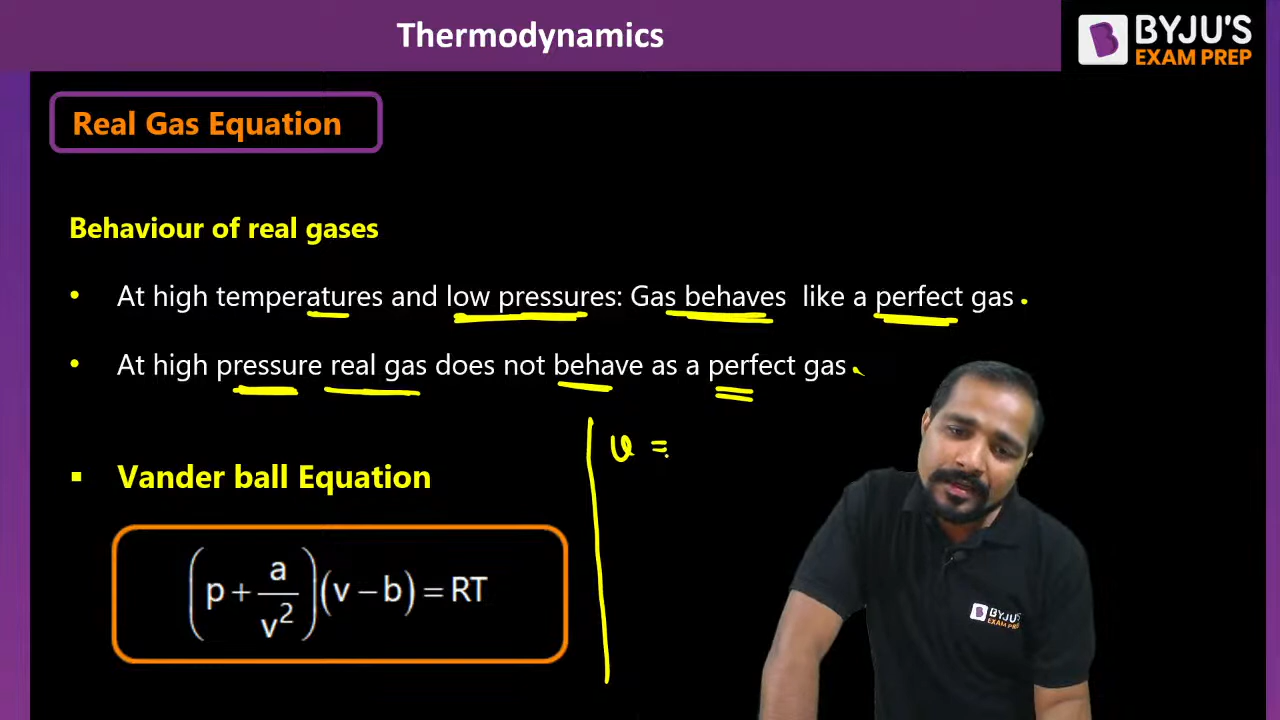 Thermodynamics
BYJU'S
EXAM PREP
Real Gas Equation
Behaviour of real gases
• At high temperatures and low pressures: Gas behaves like a perfect gas.
• At high pressure real gas does not behave as a perfect gas.
v =
▪ Vander ball Equation
(p + a/v²)(v − b) = RT
BYJU'S
EXAM PREP